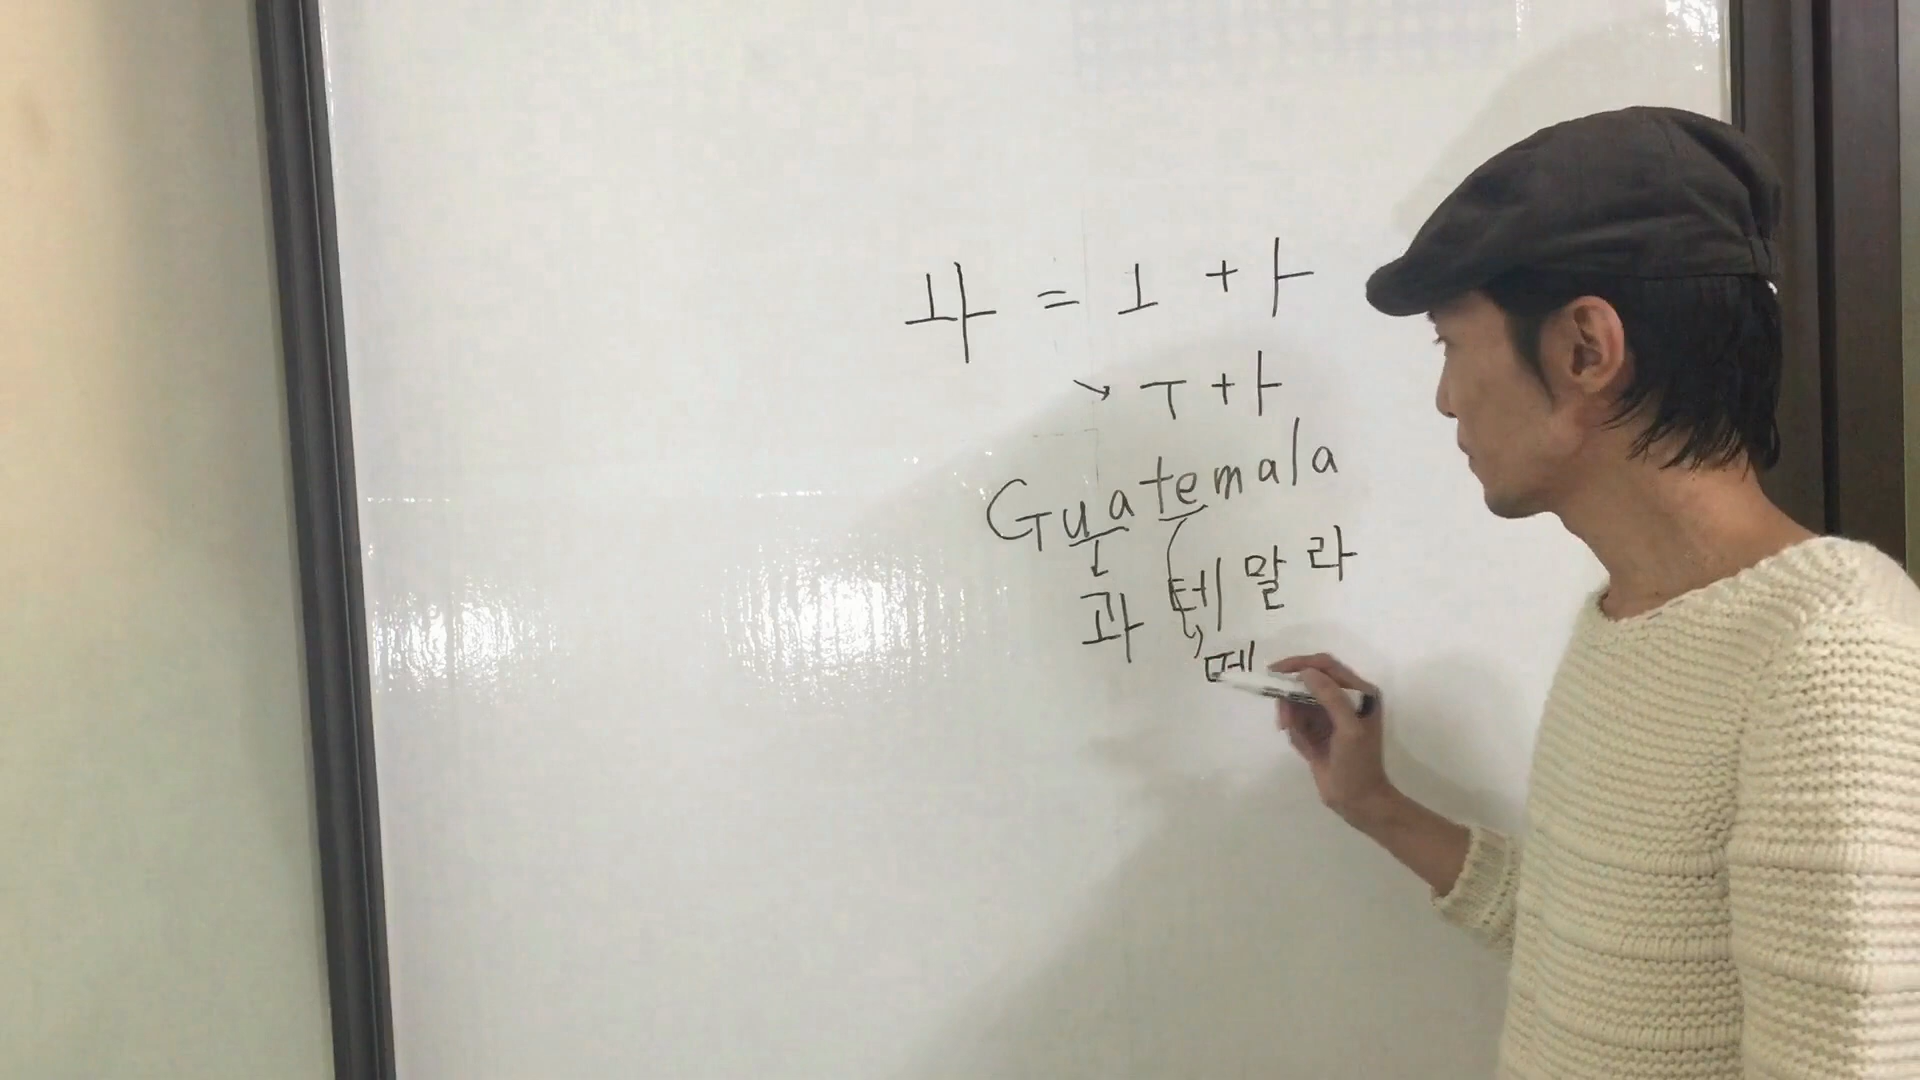 ㅘ = ㅗ + ㅏ
↘ ㅜ + ㅏ
Guatemala
과테말라
떼